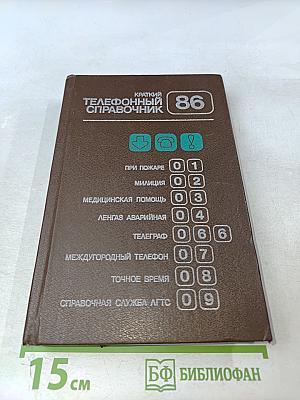 КРАТКИЙ
ТЕЛЕФОННЫЙ
СПРАВОЧНИК 86
ПРИ ПОЖАРЕ 01
МИЛИЦИЯ 02
МЕДИЦИНСКАЯ ПОМОЩЬ 03
ЛЕНГАЗ АВАРИЙНАЯ 04
ТЕЛЕГРАФ 066
МЕЖДУГОРОДНЫЙ ТЕЛЕФОН 07
ТОЧНОЕ ВРЕМЯ 08
СПРАВОЧНАЯ СЛУЖБА ЛГТС 09
15 см
БФ БИБЛИОФАН